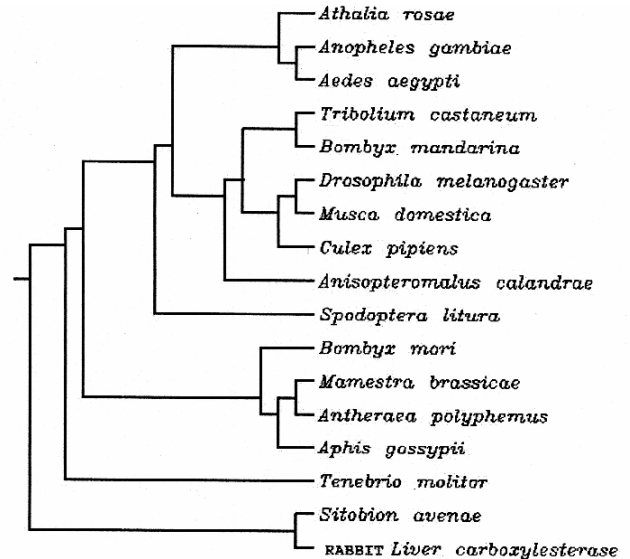 Athalia rosae
Anopheles gambiae
Aedes aegypti
Tribolium castaneum
Bombyx mandarina
Drosophila melanogaster
Musca domestica
Culex pipiens
Anisopteromalus calandrae
Spodoptera litura
Bombyx mori
Mamestra brassicae
Antheraea polyphemus
Aphis gossypii
Tenebrio molitor
Sitobion avenae
RABBIT Liver carboxylesterase